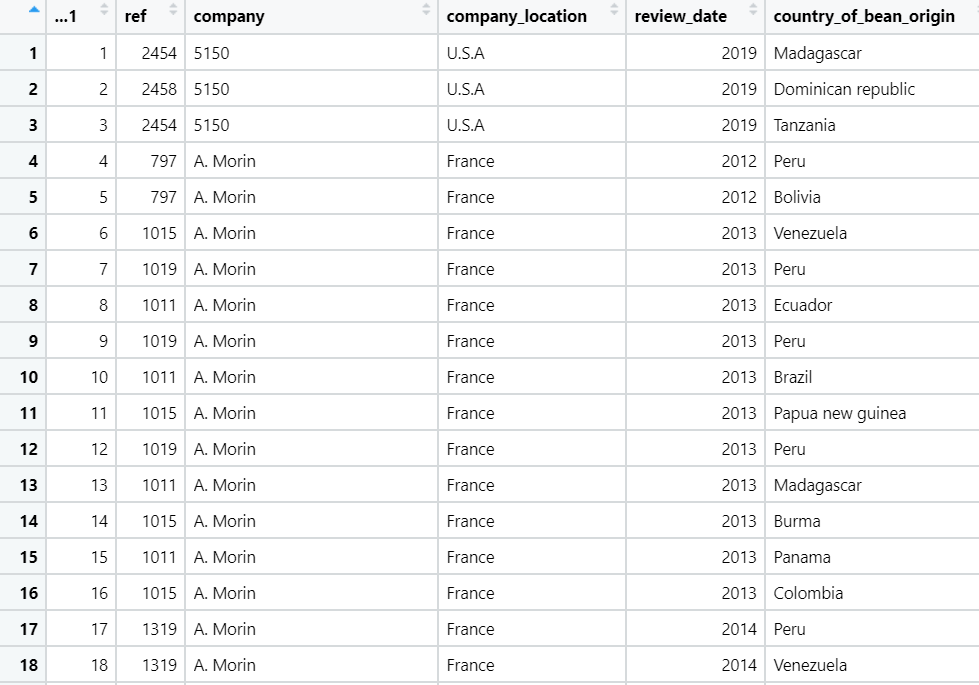 ...1 ref company company_location review_date country_of_bean_origin
1 1 2454 5150 U.S.A 2019 Madagascar
2 2 2458 5150 U.S.A 2019 Dominican republic
3 3 2454 5150 U.S.A 2019 Tanzania
4 4 797 A. Morin France 2012 Peru
5 5 797 A. Morin France 2012 Bolivia
6 6 1015 A. Morin France 2013 Venezuela
7 7 1019 A. Morin France 2013 Peru
8 8 1011 A. Morin France 2013 Ecuador
9 9 1019 A. Morin France 2013 Peru
10 10 1011 A. Morin France 2013 Brazil
11 11 1015 A. Morin France 2013 Papua new guinea
12 12 1019 A. Morin France 2013 Peru
13 13 1011 A. Morin France 2013 Madagascar
14 14 1015 A. Morin France 2013 Burma
15 15 1011 A. Morin France 2013 Panama
16 16 1015 A. Morin France 2013 Colombia
17 17 1319 A. Morin France 2014 Peru
18 18 1319 A. Morin France 2014 Venezuela